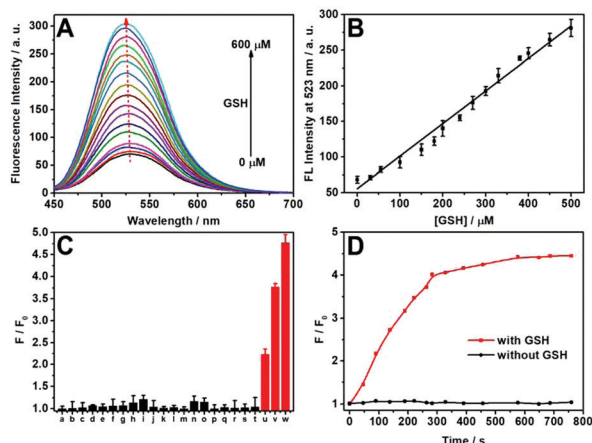 A
Fluorescence Intensity / a. u.
300
250
200
150
100
50
0
600 μM
GSH
0 μM
450 500 550 600 650 700
Wavelength / nm
B
FL Intensity at 523 nm / a. u.
300
250
200
150
100
50
0 100 200 300 400 500
[GSH] / μM
C
F / F0
5.0
4.5
4.0
3.5
3.0
2.5
2.0
1.5
1.0
a b c d e f g h i j k l m n o p q r s t u v w
D
F / F0
5
4
3
2
1
0
with GSH
without GSH
0 100 200 300 400 500 600 700 800
Time / s